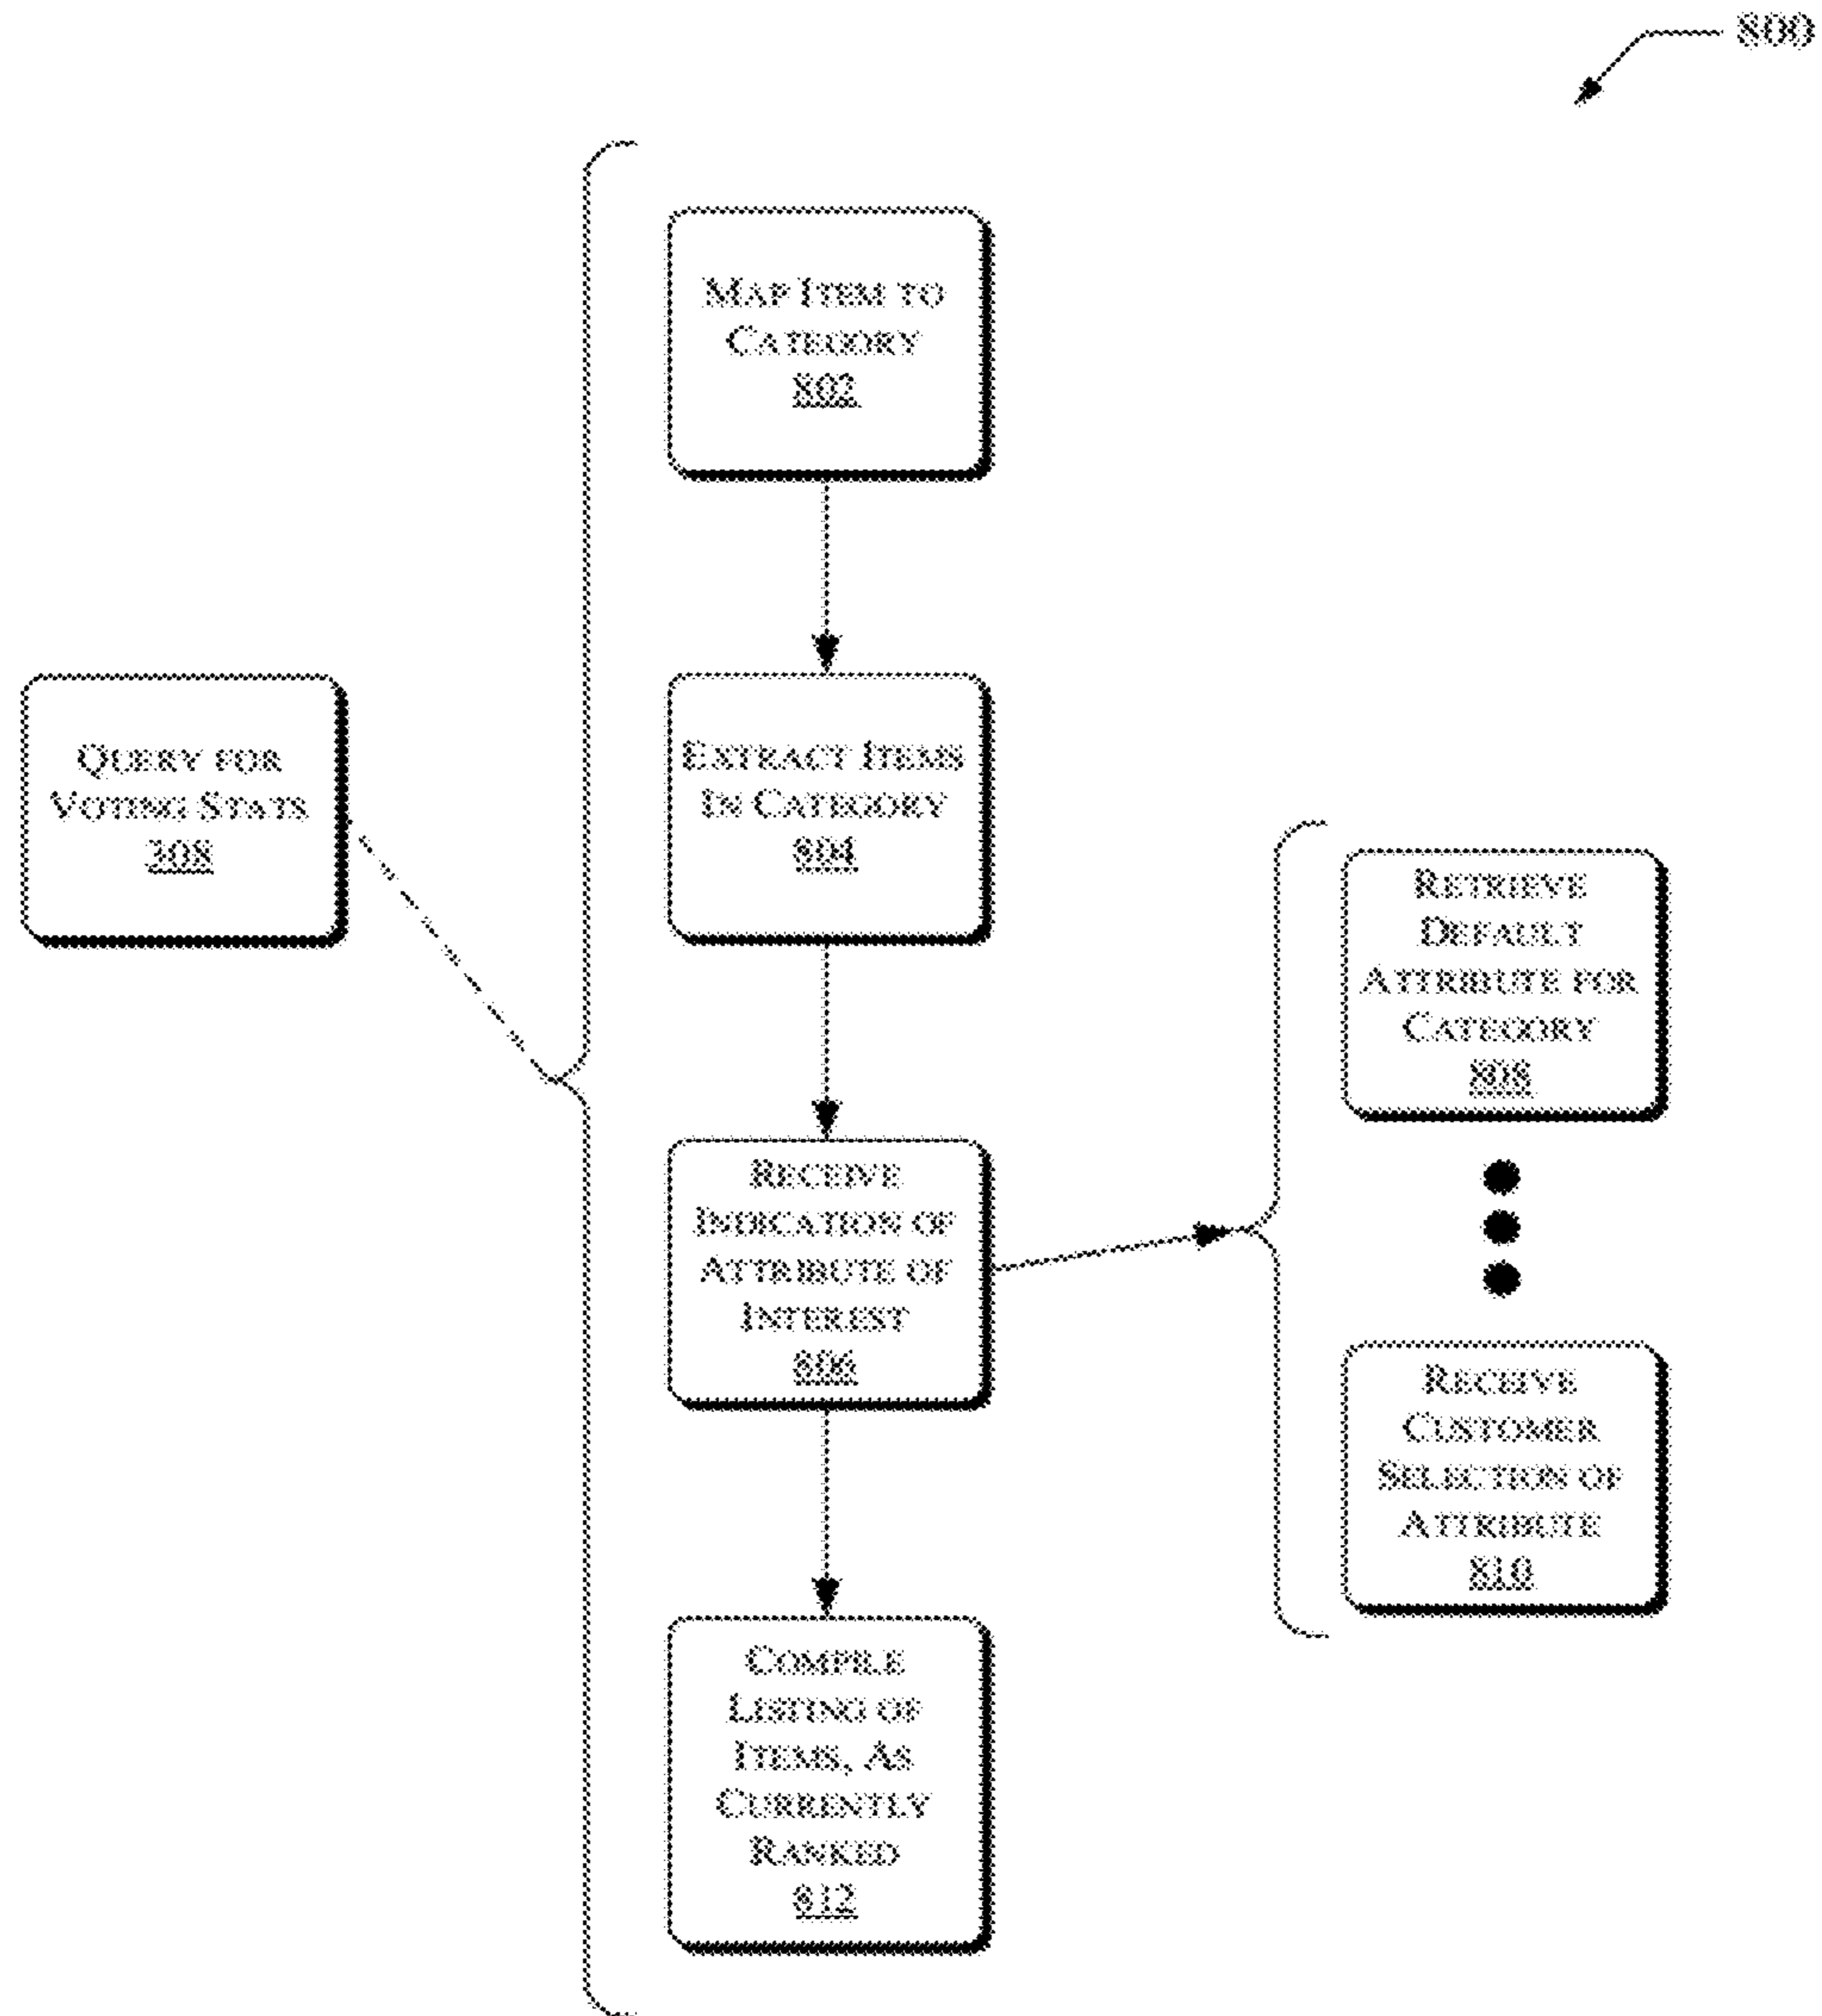 800
MAP ITEM TO
CATEGORY
802
EXTRACT ITEMS
IN CATEGORY
804
QUERY FOR
VOTING STATS
208
RECEIVE
INDICATION OF
ATTRIBUTE OF
INTEREST
806
RETRIEVE
DEFAULT
ATTRIBUTE FOR
CATEGORY
808
RECEIVE
CUSTOMER
SELECTION OF
ATTRIBUTE
810
COMPILE
LISTING OF
ITEMS, AS
CURRENTLY
RANKED
812